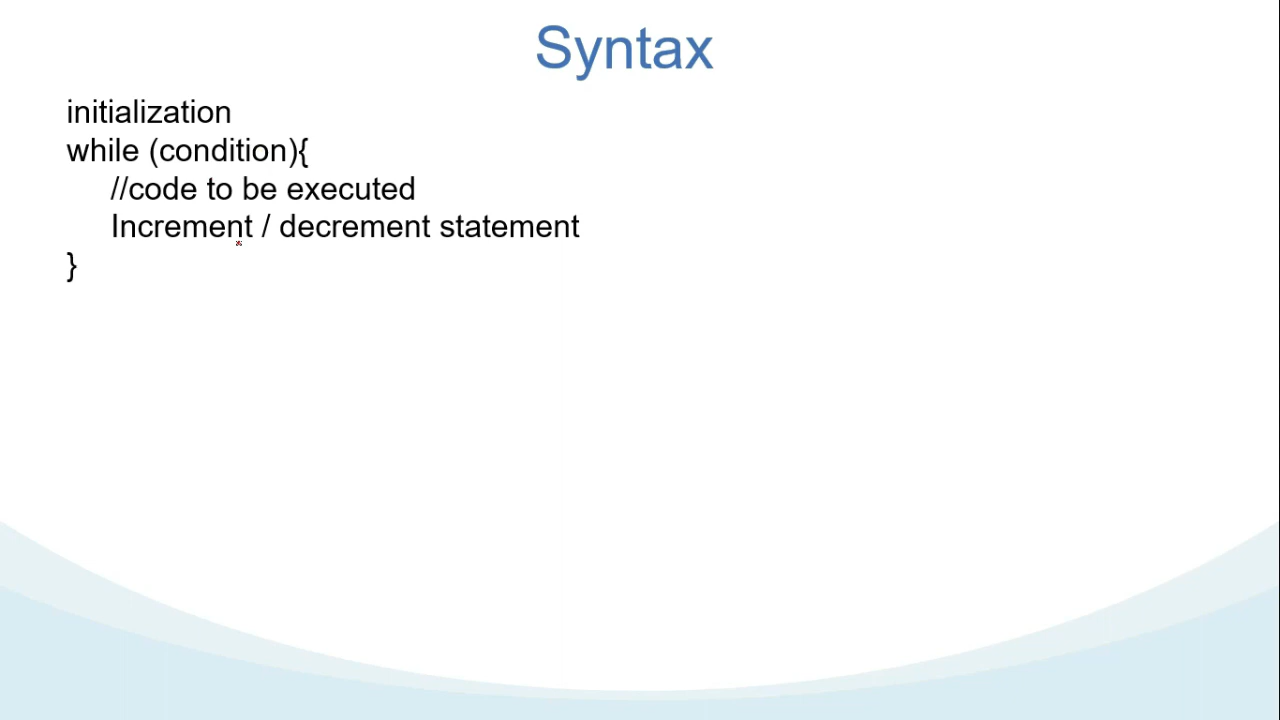 Syntax
initialization
while (condition){
//code to be executed
Increment / decrement statement
}